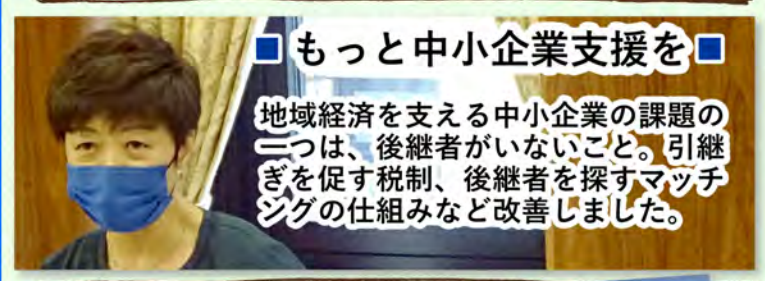 ■もっと中小企業支援を■
地域経済を支える中小企業の課題の
一つは、後継者がいないこと。引継
ぎを促す税制、後継者を探すマッチ
ングの仕組みなど改善しました。